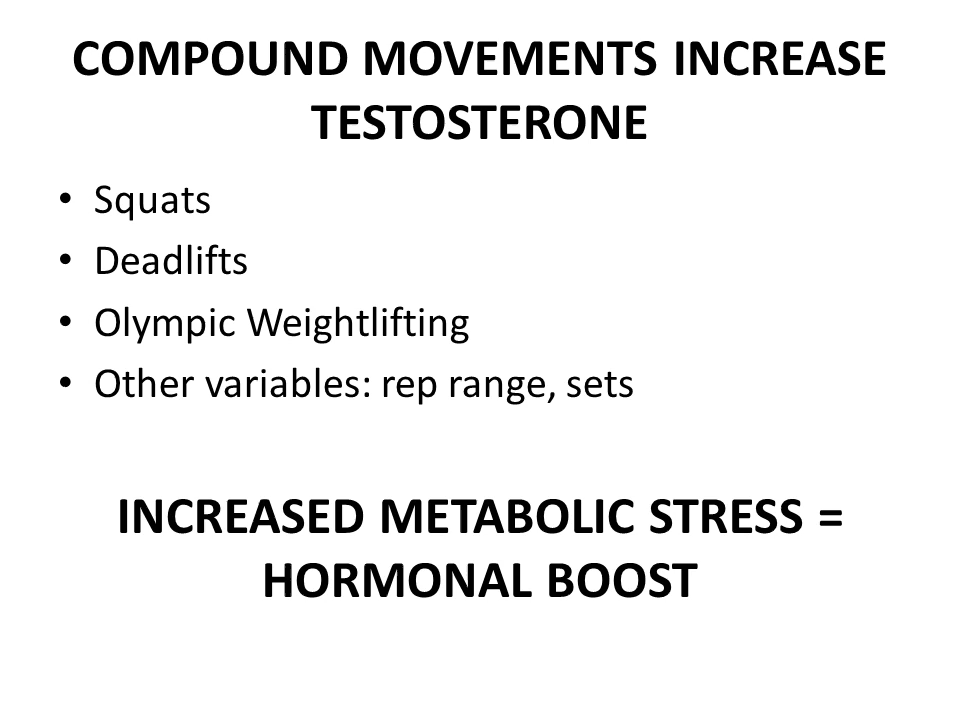 COMPOUND MOVEMENTS INCREASE
TESTOSTERONE
• Squats
• Deadlifts
• Olympic Weightlifting
• Other variables: rep range, sets
INCREASED METABOLIC STRESS =
HORMONAL BOOST